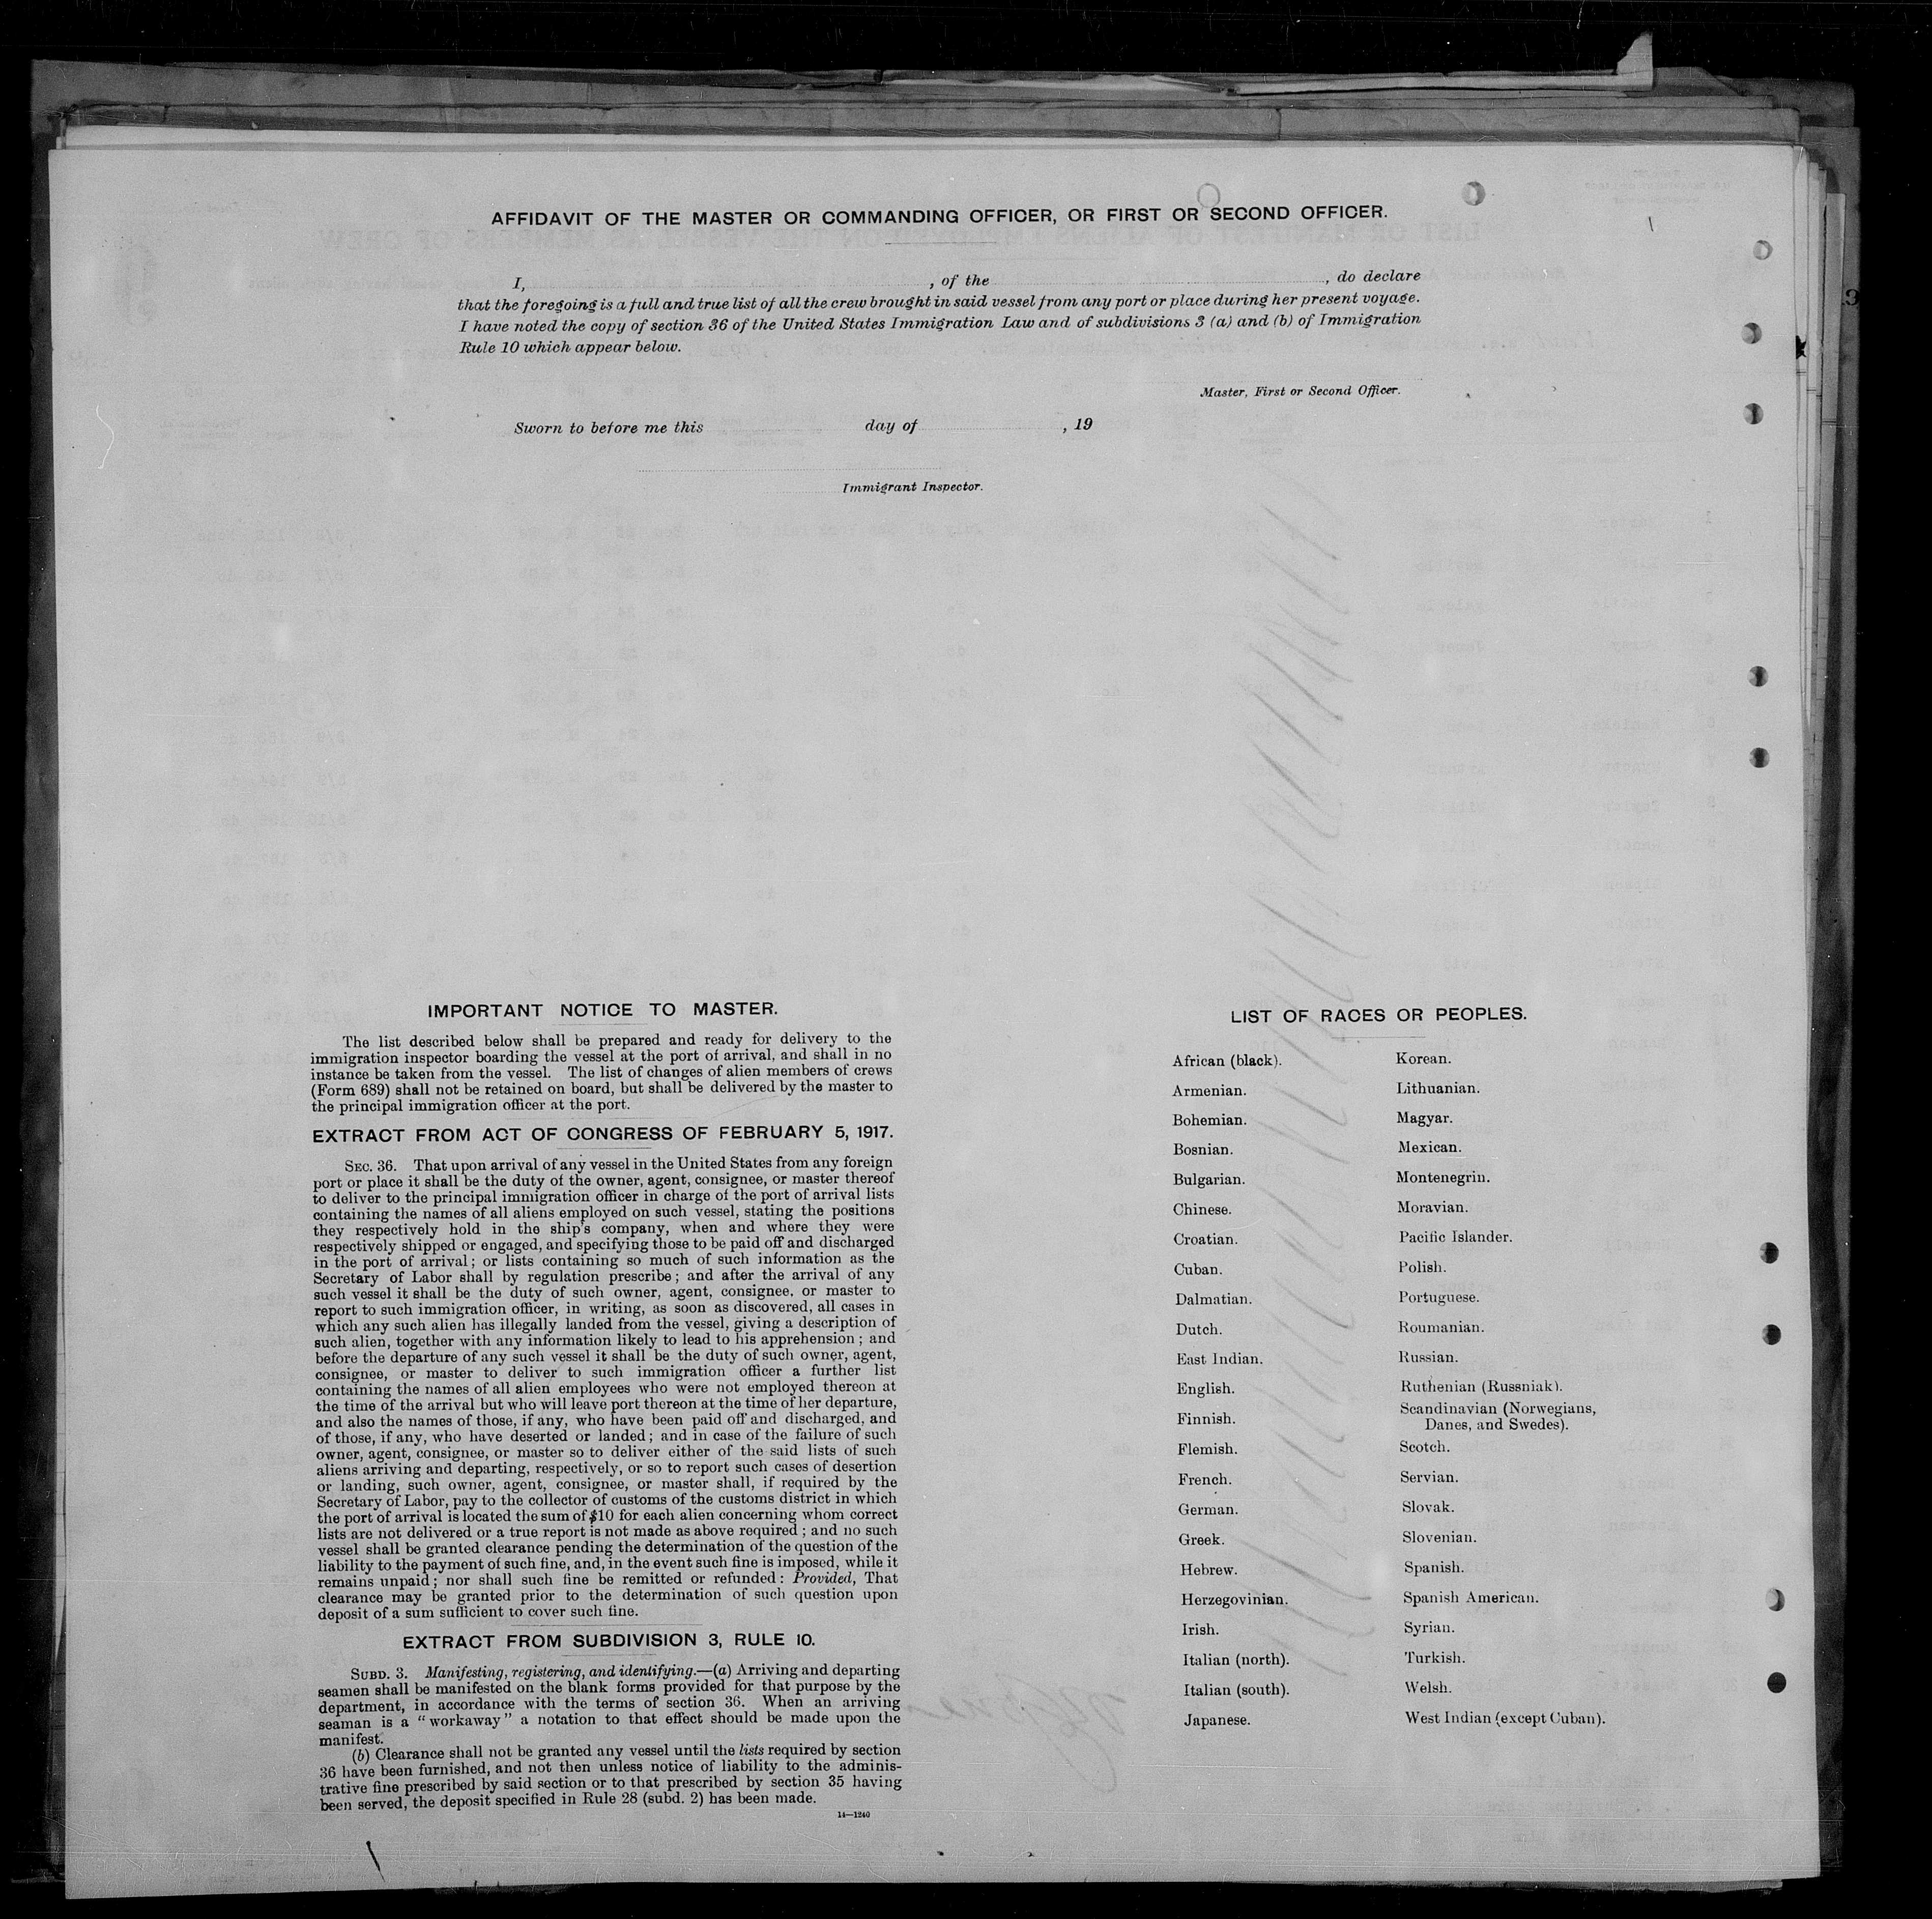 AFFIDAVIT OF THE MASTER OR COMMANDING OFFICER, OR FIRST OR SECOND OFFICER.
I, , of the , do declare
that the foregoing is a full and true list of all the crew brought in said vessel from any port or place during her present voyage.
I have noted the copy of section 36 of the United States Immigration Law and of subdivisions 3 (a) and (b) of Immigration
Rule 10 which appear below.
Master, First or Second Officer.
Sworn to before me this day of , 19
Immigrant Inspector.
IMPORTANT NOTICE TO MASTER.
The list described below shall be prepared and ready for delivery to the
immigration inspector boarding the vessel at the port of arrival, and shall in no
instance be taken from the vessel. The list of changes of alien members of crews
(Form 689) shall not be retained on board, but shall be delivered by the master to
the principal immigration officer at the port.
EXTRACT FROM ACT OF CONGRESS OF FEBRUARY 5, 1917.
SEC. 36. That upon arrival of any vessel in the United States from any foreign
port or place it shall be the duty of the owner, agent, consignee, or master thereof
to deliver to the principal immigration officer in charge of the port of arrival lists
containing the names of all aliens employed on such vessel, stating the positions
they respectively hold in the ship's company, when and where they were
respectively shipped or engaged, and specifying those to be paid off and discharged
in the port of arrival; or lists containing so much of such information as the
Secretary of Labor shall by regulation prescribe; and after the arrival of any
such vessel it shall be the duty of such owner, agent, consignee, or master to
report to such immigration officer, in writing, as soon as discovered, all cases in
which any such alien has illegally landed from the vessel, giving a description of
such alien, together with any information likely to lead to his apprehension; and
before the departure of any such vessel it shall be the duty of such owner, agent,
consignee, or master to deliver to such immigration officer a further list
containing the names of all alien employees who were not employed thereon at
the time of the arrival but who will leave port thereon at the time of her departure,
and also the names of those, if any, who have been paid off and discharged, and
of those, if any, who have deserted or landed; and in case of the failure of such
owner, agent, consignee, or master so to deliver either of the said lists of such
aliens arriving and departing, respectively, or so to report such cases of desertion
or landing, such owner, agent, consignee, or master shall, if required by the
Secretary of Labor, pay to the collector of customs of the customs district in which
the port of arrival is located the sum of $10 for each alien concerning whom correct
lists are not delivered or a true report is not made as above required; and no such
vessel shall be granted clearance pending the determination of the question of the
liability to the payment of such fine, and, in the event such fine is imposed, while it
remains unpaid; nor shall such fine be remitted or refunded: Provided, That
clearance may be granted prior to the determination of such question upon
deposit of a sum sufficient to cover such fine.
EXTRACT FROM SUBDIVISION 3, RULE 10.
SUBD. 3. Manifesting, registering, and identifying.—(a) Arriving and departing
seamen shall be manifested on the blank forms provided for that purpose by the
department, in accordance with the terms of section 36. When an arriving
seaman is a "workaway" a notation to that effect should be made upon the
manifest.
(b) Clearance shall not be granted any vessel until the lists required by section
36 have been furnished, and not then unless notice of liability to the adminis-
trative fine prescribed by said section or to that prescribed by section 35 having
been served, the deposit specified in Rule 28 (subd. 2) has been made.
14—1240
LIST OF RACES OR PEOPLES.
African (black).
Armenian.
Bohemian.
Bosnian.
Bulgarian.
Chinese.
Croatian.
Cuban.
Dalmatian.
Dutch.
East Indian.
English.
Finnish.
Flemish.
French.
German.
Greek.
Hebrew.
Herzegovinian.
Irish.
Italian (north).
Italian (south).
Japanese.
Korean.
Lithuanian.
Magyar.
Mexican.
Montenegrin.
Moravian.
Pacific Islander.
Polish.
Portuguese.
Roumanian.
Russian.
Ruthenian (Russniak).
Scandinavian (Norwegians,
Danes, and Swedes).
Scotch.
Servian.
Slovak.
Slovenian.
Spanish.
Spanish American.
Syrian.
Turkish.
Welsh.
West Indian (except Cuban).